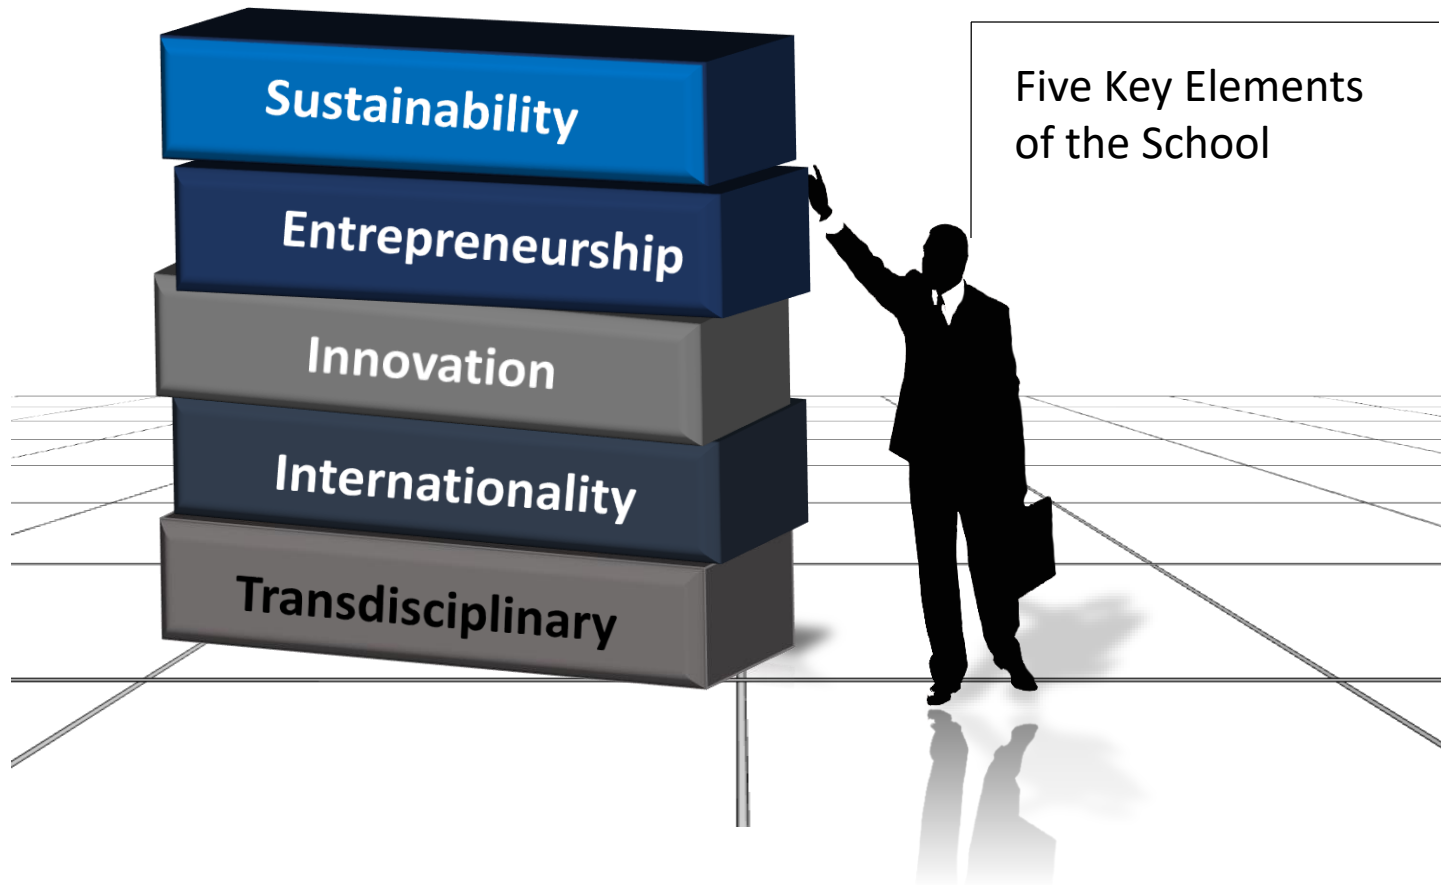 Sustainability
Entrepreneurship
Innovation
Internationality
Transdisciplinary
Five Key Elements
of the School